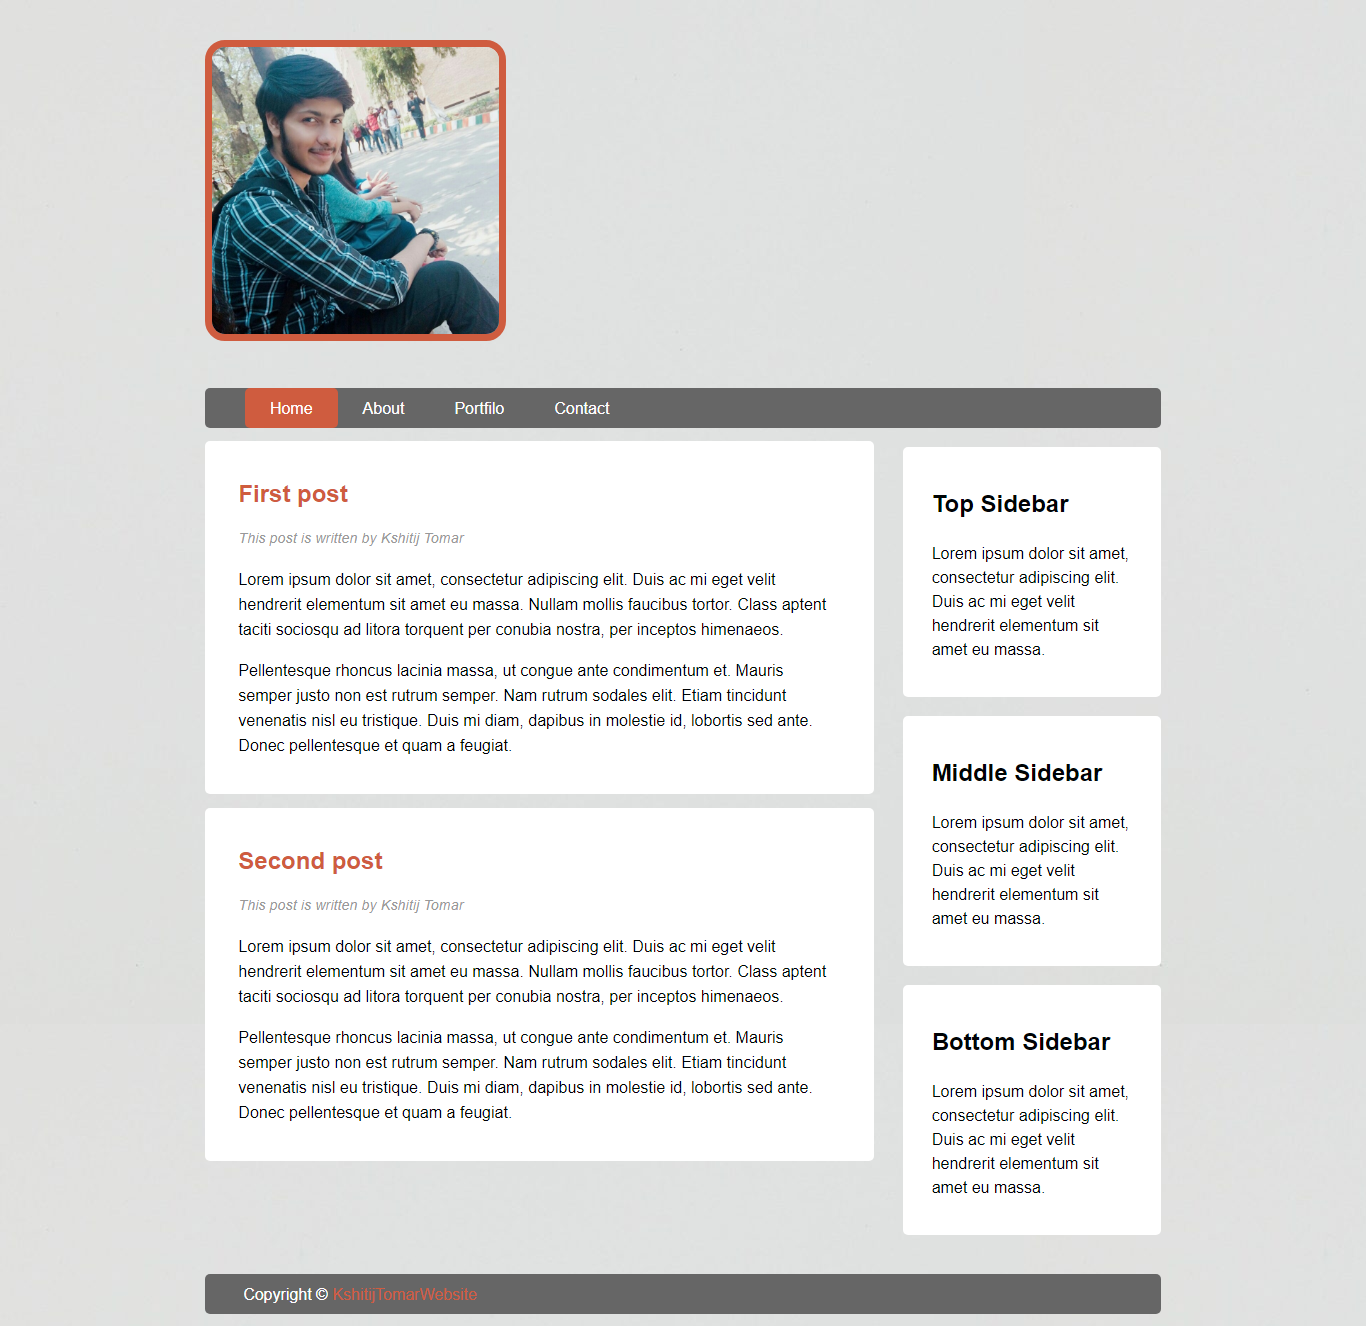 Home About Portfilo Contact
First post
This post is written by Kshitij Tomar
Lorem ipsum dolor sit amet, consectetur adipiscing elit. Duis ac mi eget velit
hendrerit elementum sit amet eu massa. Nullam mollis faucibus tortor. Class aptent
taciti sociosqu ad litora torquent per conubia nostra, per inceptos himenaeos.
Pellentesque rhoncus lacinia massa, ut congue ante condimentum et. Mauris
semper justo non est rutrum semper. Nam rutrum sodales elit. Etiam tincidunt
venenatis nisl eu tristique. Duis mi diam, dapibus in molestie id, lobortis sed ante.
Donec pellentesque et quam a feugiat.
Second post
This post is written by Kshitij Tomar
Lorem ipsum dolor sit amet, consectetur adipiscing elit. Duis ac mi eget velit
hendrerit elementum sit amet eu massa. Nullam mollis faucibus tortor. Class aptent
taciti sociosqu ad litora torquent per conubia nostra, per inceptos himenaeos.
Pellentesque rhoncus lacinia massa, ut congue ante condimentum et. Mauris
semper justo non est rutrum semper. Nam rutrum sodales elit. Etiam tincidunt
venenatis nisl eu tristique. Duis mi diam, dapibus in molestie id, lobortis sed ante.
Donec pellentesque et quam a feugiat.
Top Sidebar
Lorem ipsum dolor sit amet,
consectetur adipiscing elit.
Duis ac mi eget velit
hendrerit elementum sit
amet eu massa.
Middle Sidebar
Lorem ipsum dolor sit amet,
consectetur adipiscing elit.
Duis ac mi eget velit
hendrerit elementum sit
amet eu massa.
Bottom Sidebar
Lorem ipsum dolor sit amet,
consectetur adipiscing elit.
Duis ac mi eget velit
hendrerit elementum sit
amet eu massa.
Copyright © KshitijTomarWebsite